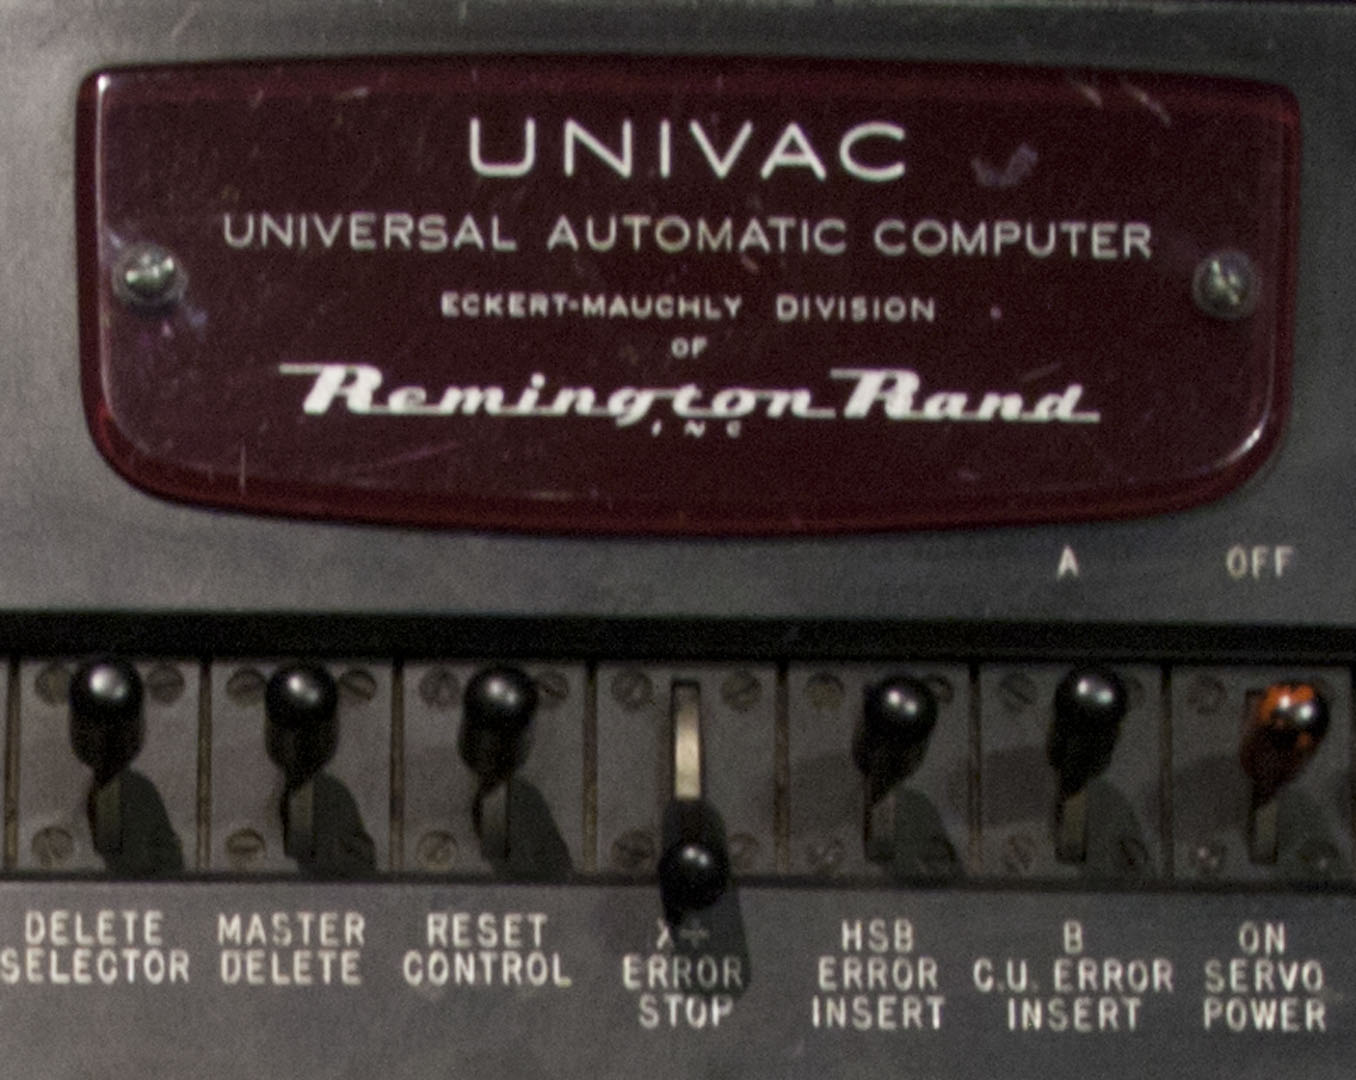 UNIVAC
UNIVERSAL AUTOMATIC COMPUTER
ECKERT-MAUCHLY DIVISION
OF
Remington Rand
INC
A OFF
DELETE SELECTOR
MASTER DELETE
RESET CONTROL
X÷ ERROR STOP
HSB ERROR INSERT
B C.U. ERROR INSERT
ON SERVO POWER